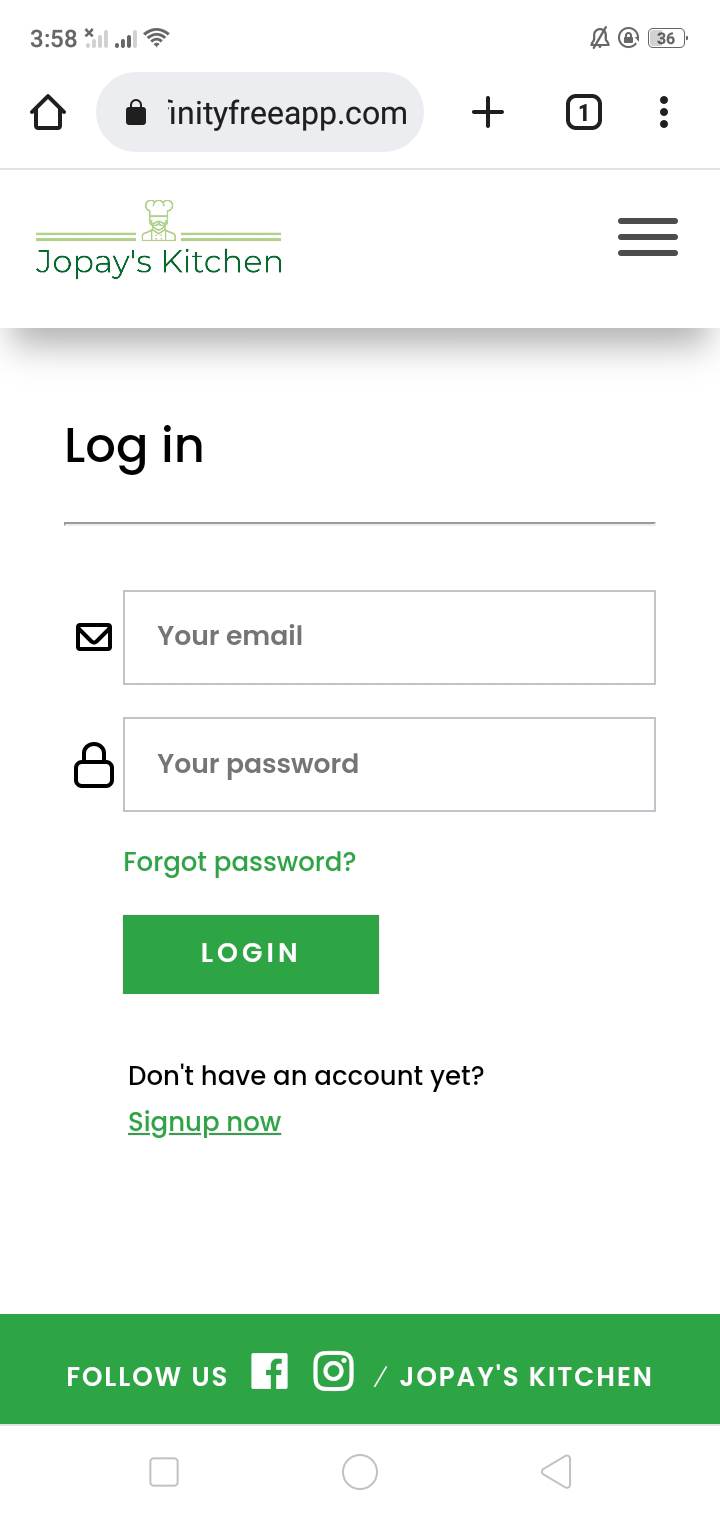 3:58
36
finityfreeapp.com
1
Jopay's Kitchen
Log in
Your email
Your password
Forgot password?
LOGIN
Don't have an account yet?
Signup now
FOLLOW US / JOPAY'S KITCHEN